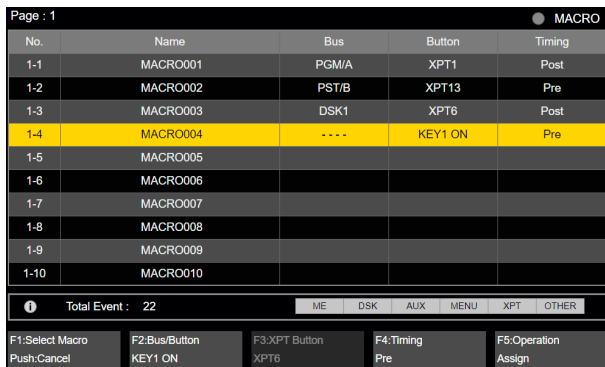 Page : 1 MACRO
No. Name Bus Button Timing
1-1 MACRO001 PGM/A XPT1 Post
1-2 MACRO002 PST/B XPT13 Pre
1-3 MACRO003 DSK1 XPT6 Post
1-4 MACRO004 - - - - KEY1 ON Pre
1-5 MACRO005
1-6 MACRO006
1-7 MACRO007
1-8 MACRO008
1-9 MACRO009
1-10 MACRO010
i Total Event : 22 ME DSK AUX MENU XPT OTHER
F1:Select Macro F2:Bus/Button F3:XPT Button F4:Timing F5:Operation
Push:Cancel KEY1 ON XPT6 Pre Assign